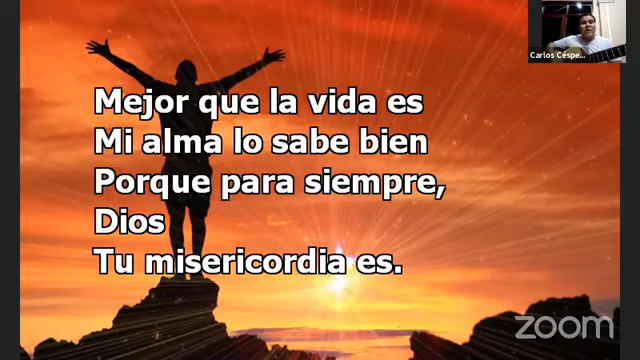 Carlos Céspe...
Mejor que la vida es
Mi alma lo sabe bien
Porque para siempre,
Dios
Tu misericordia es.
zoom